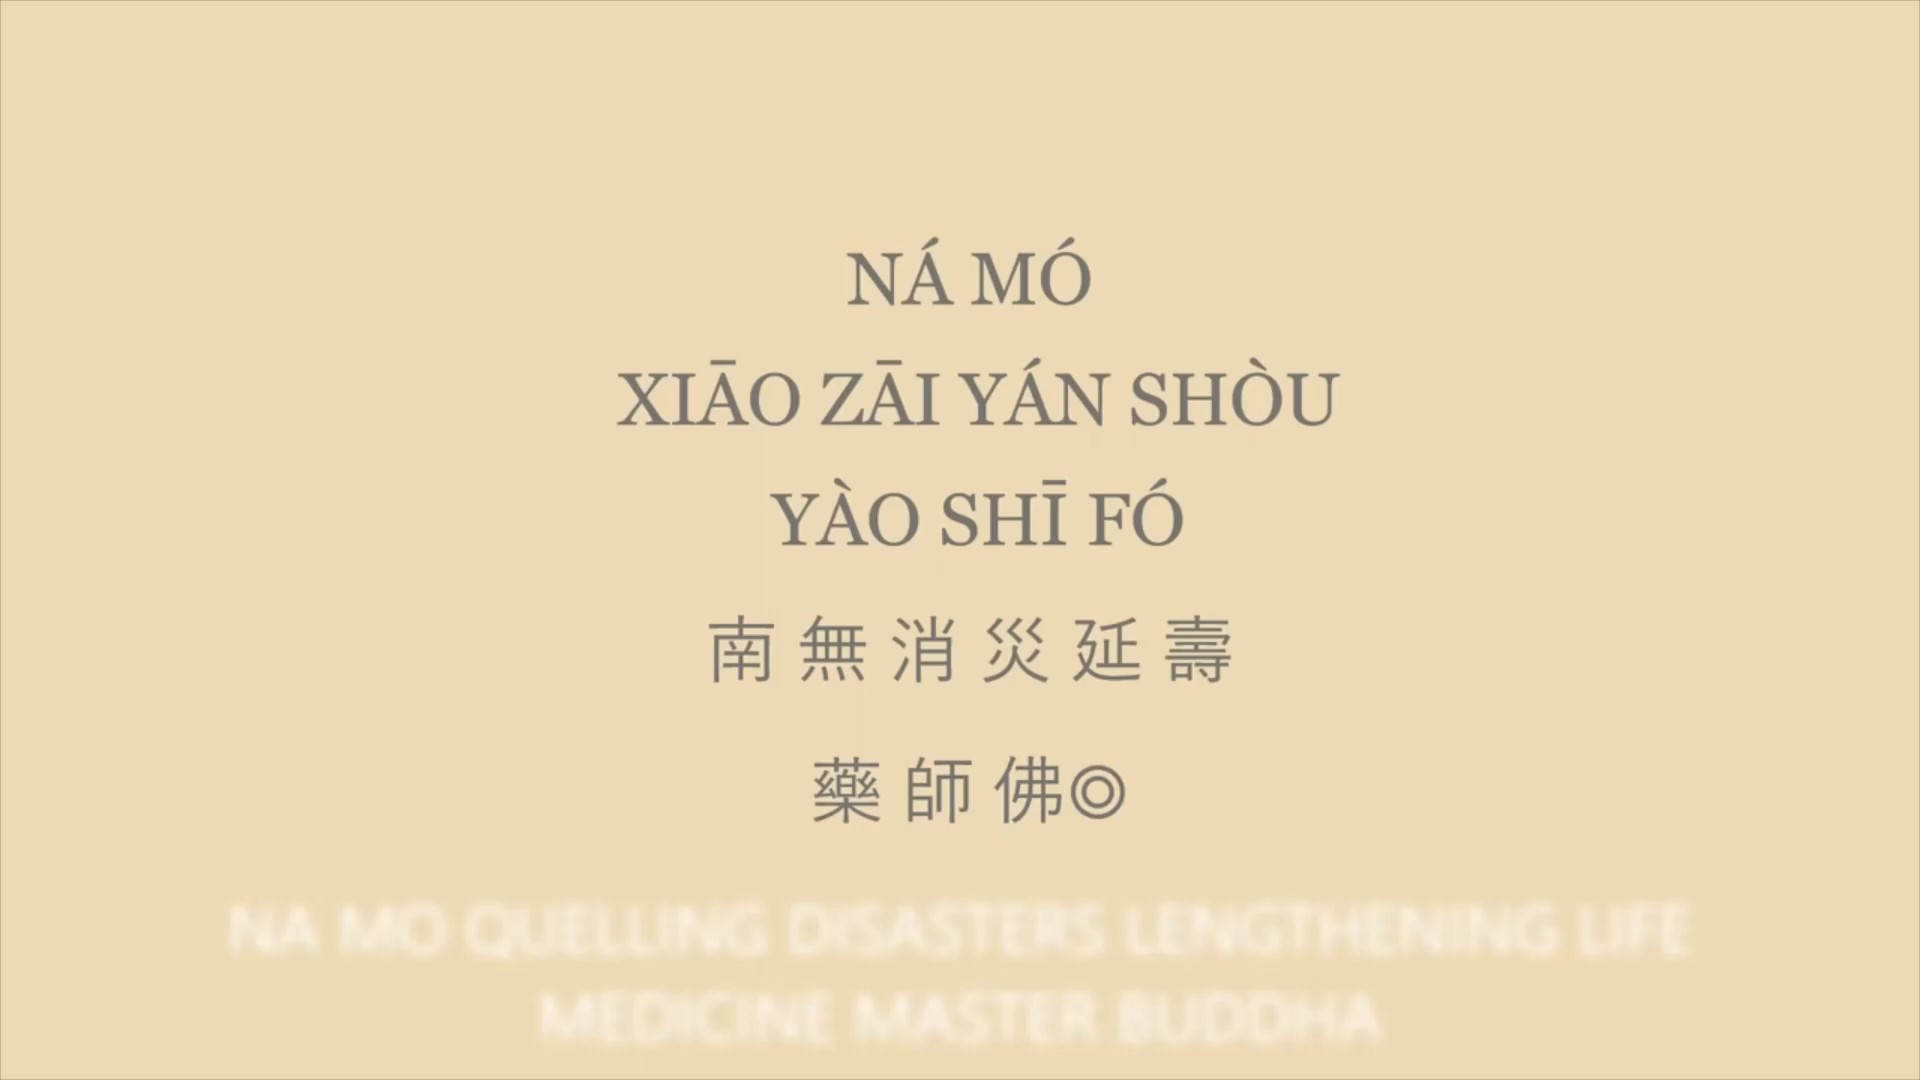 NÁ MÓ
XIĀO ZĀI YÁN SHÒU
YÀO SHĪ FÓ
南 無 消 災 延 壽
藥 師 佛◎
NA MO QUELLING DISASTERS LENGTHENING LIFE
MEDICINE MASTER BUDDHA